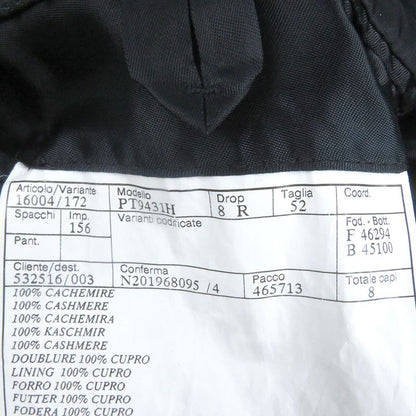 Articolo/Variante Modello Drop Taglia Coord.
16004/172 PT9431H 8 R 52
Spacchi Imp. Varianti codificate Fod. - Bott.
156 F 46294
Pant. B 45100
Cliente/dest. Conferma Pacco Totale capi
532516/003 N201968095 /4 465713 8
100% CACHEMIRE
100% CASHMERE
100% CACHEMIRA
100% KASCHMIR
100% CASHMERE
DOUBLURE 100% CUPRO
LINING 100% CUPRO
FORRO 100% CUPRO
FUTTER 100% CUPRO
FODERA 100% CUPRO